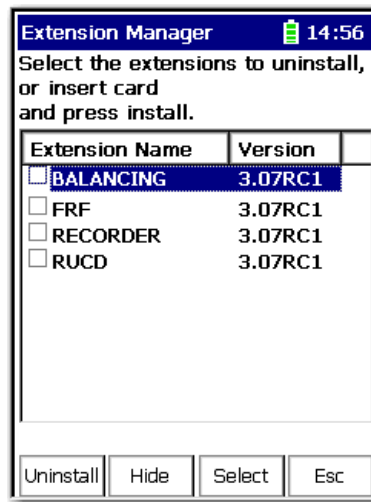 Extension Manager 14:56
Select the extensions to uninstall,
or insert card
and press install.
Extension Name Version
BALANCING 3.07RC1
FRF 3.07RC1
RECORDER 3.07RC1
RUCD 3.07RC1
Uninstall Hide Select Esc